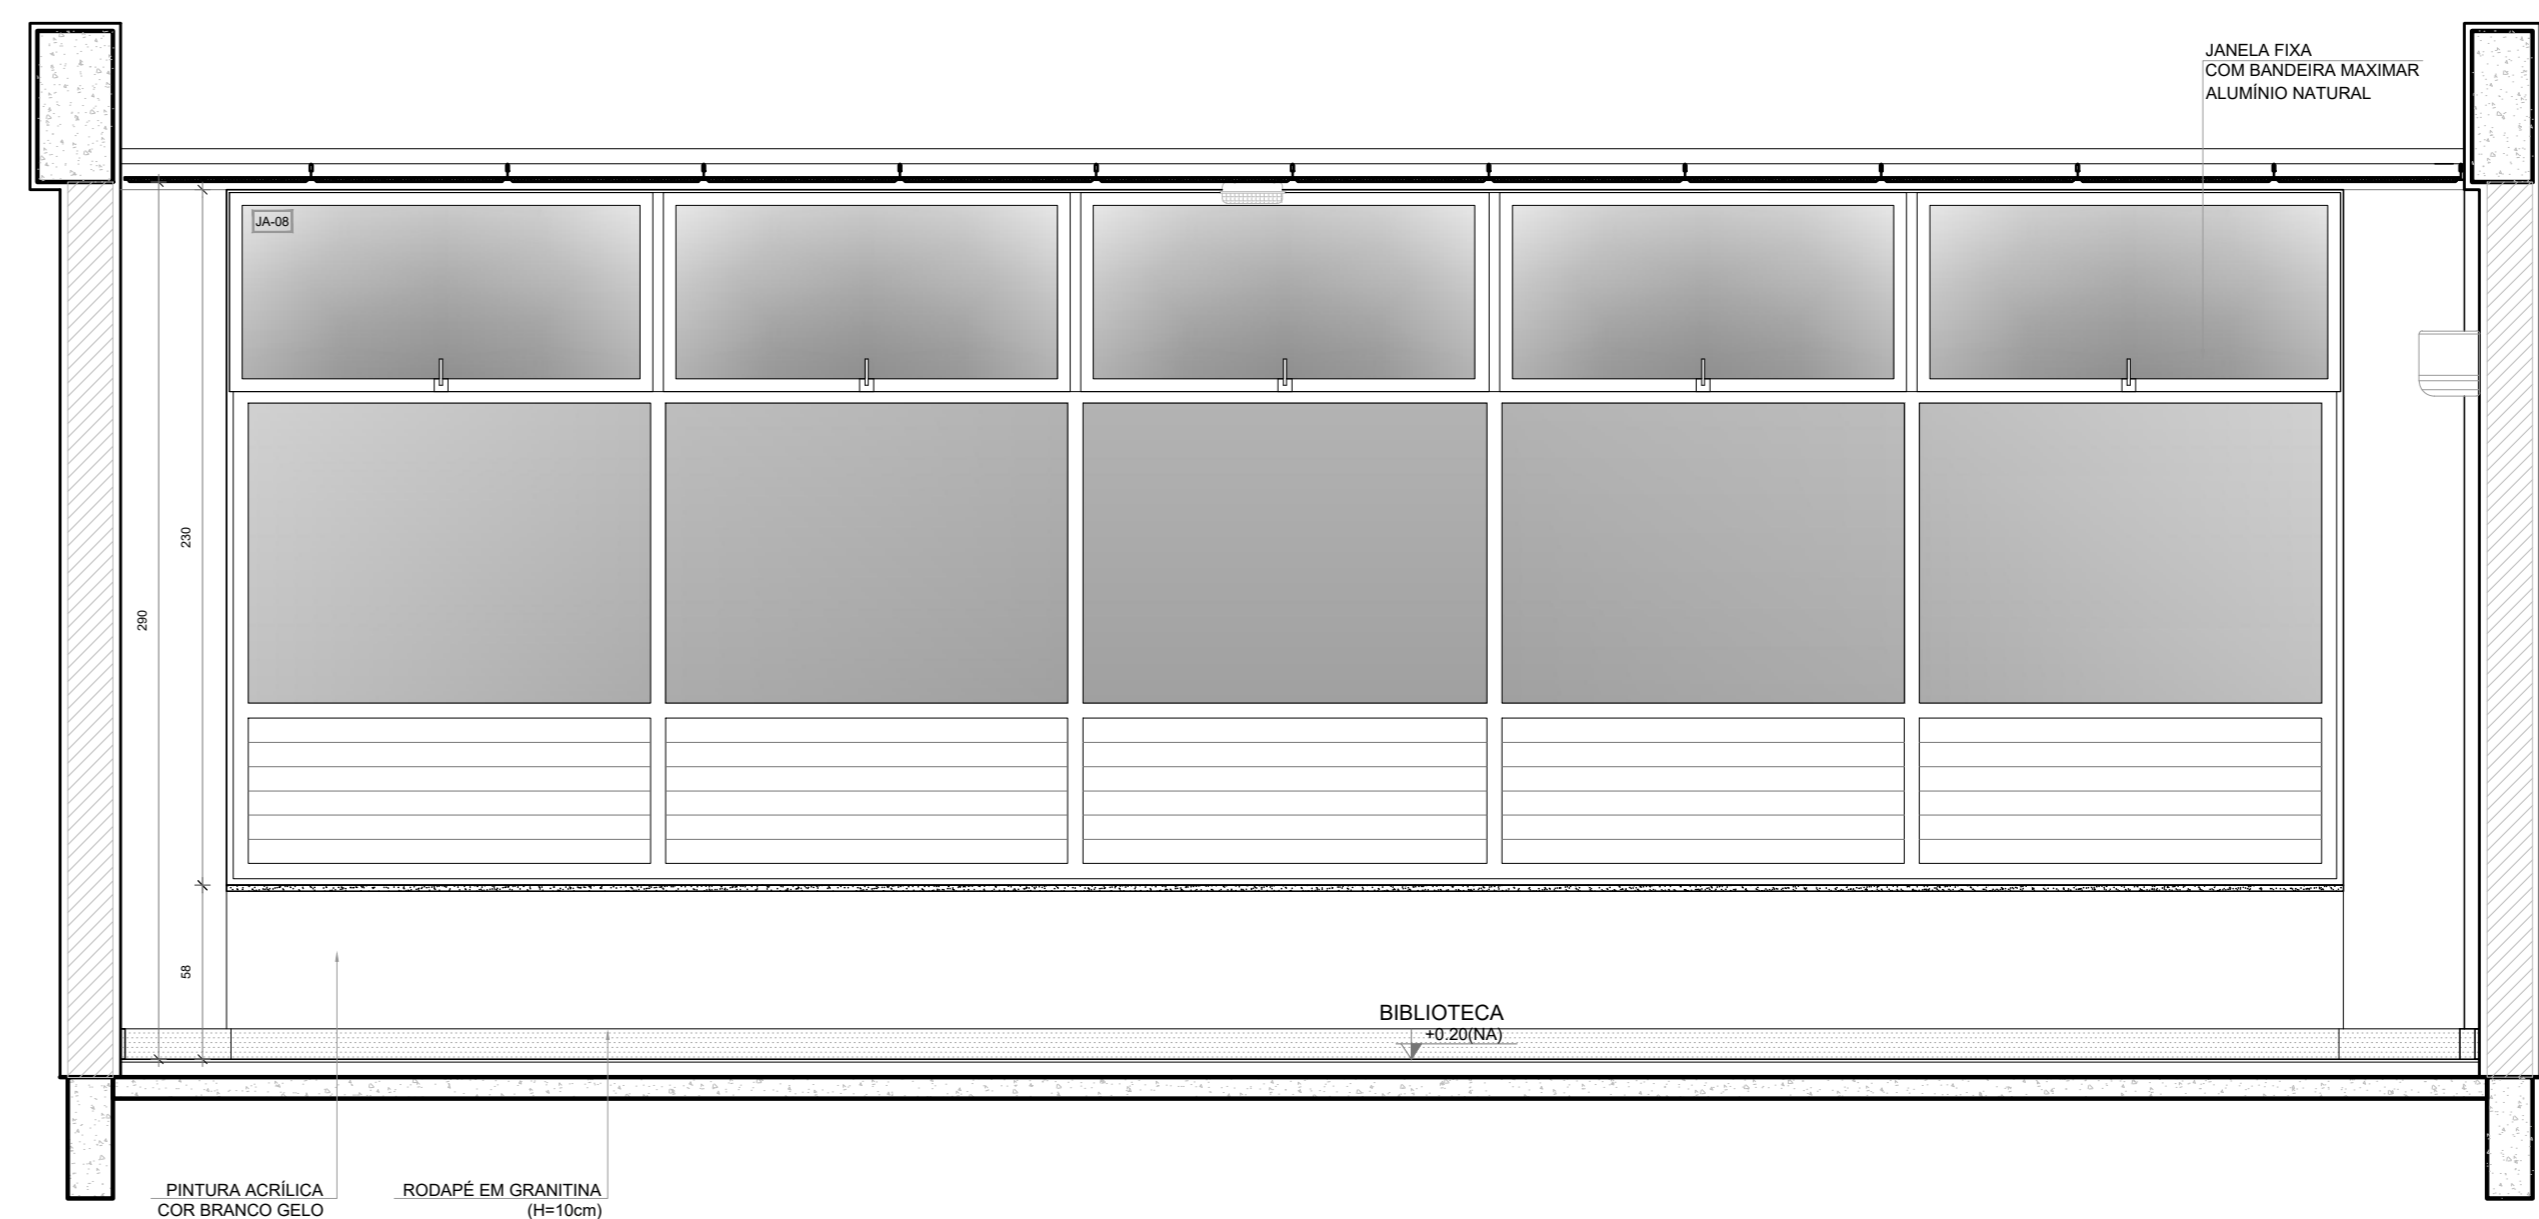 JANELA FIXA
COM BANDEIRA MAXIMAR
ALUMÍNIO NATURAL
JA-08
230
290
58
BIBLIOTECA
+0.20(NA)
PINTURA ACRÍLICA
COR BRANCO GELO
RODAPÉ EM GRANITINA
(H=10cm)